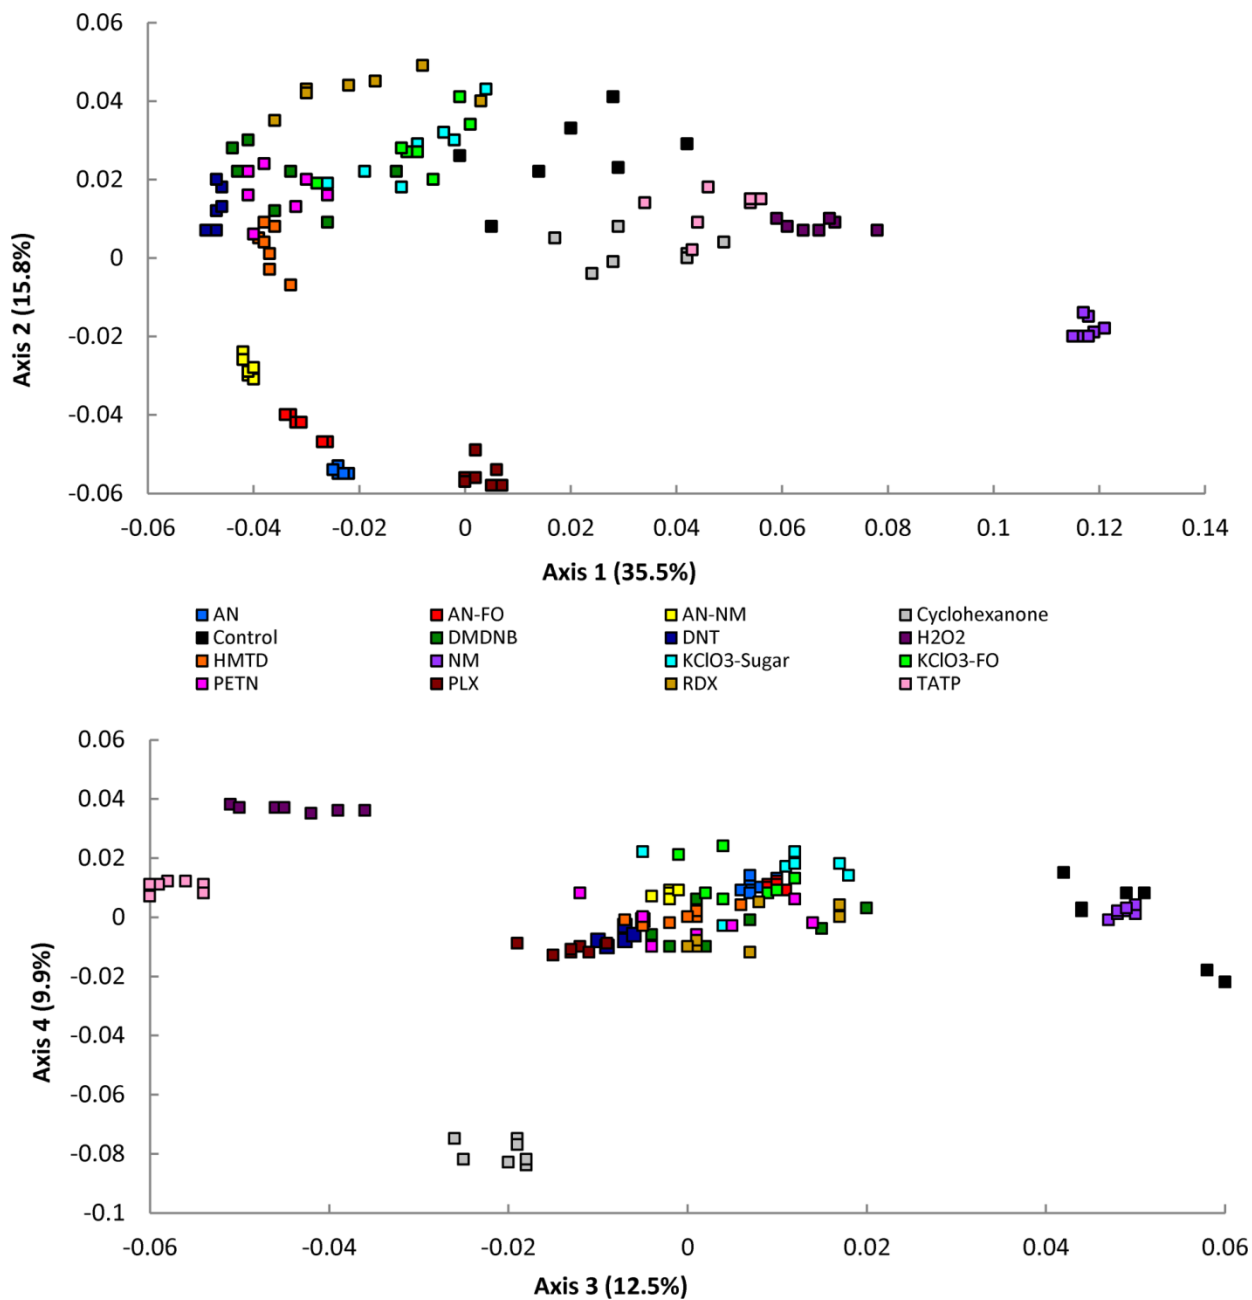 0.06
0.04
0.02
0
-0.02
-0.04
-0.06
Axis 2 (15.8%)
-0.06 -0.04 -0.02 0 0.02 0.04 0.06 0.08 0.1 0.12 0.14
Axis 1 (35.5%)
AN AN-FO AN-NM Cyclohexanone
Control DMDNB DNT H2O2
HMTD NM KClO3-Sugar KClO3-FO
PETN PLX RDX TATP
0.06
0.04
0.02
0
-0.02
-0.04
-0.06
-0.08
-0.1
Axis 4 (9.9%)
-0.06 -0.04 -0.02 0 0.02 0.04 0.06
Axis 3 (12.5%)